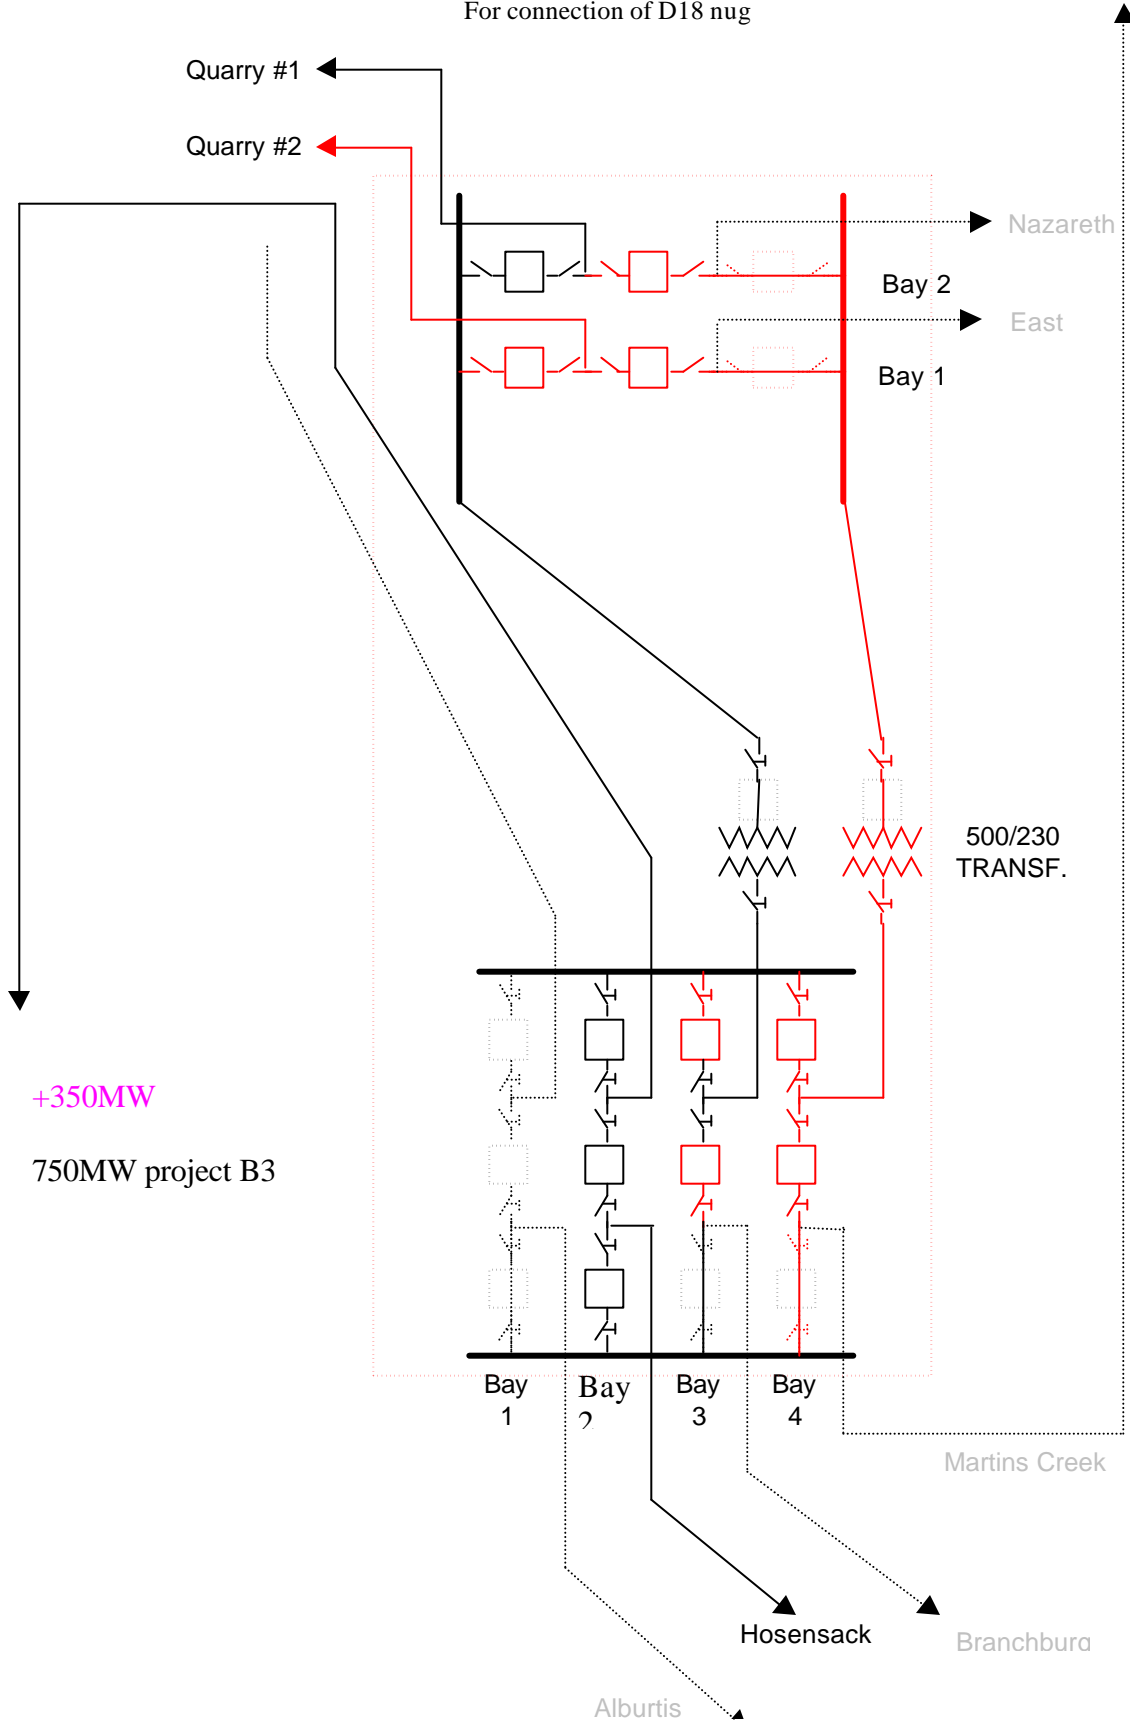 For connection of D18 nug
Quarry #1
Quarry #2
Nazareth
Bay 2
East
Bay 1
500/230
TRANSF.
+350MW
750MW project B3
Bay
1
Bay
2
Bay
3
Bay
4
Martins Creek
Hosensack
Branchburg
Alburtis